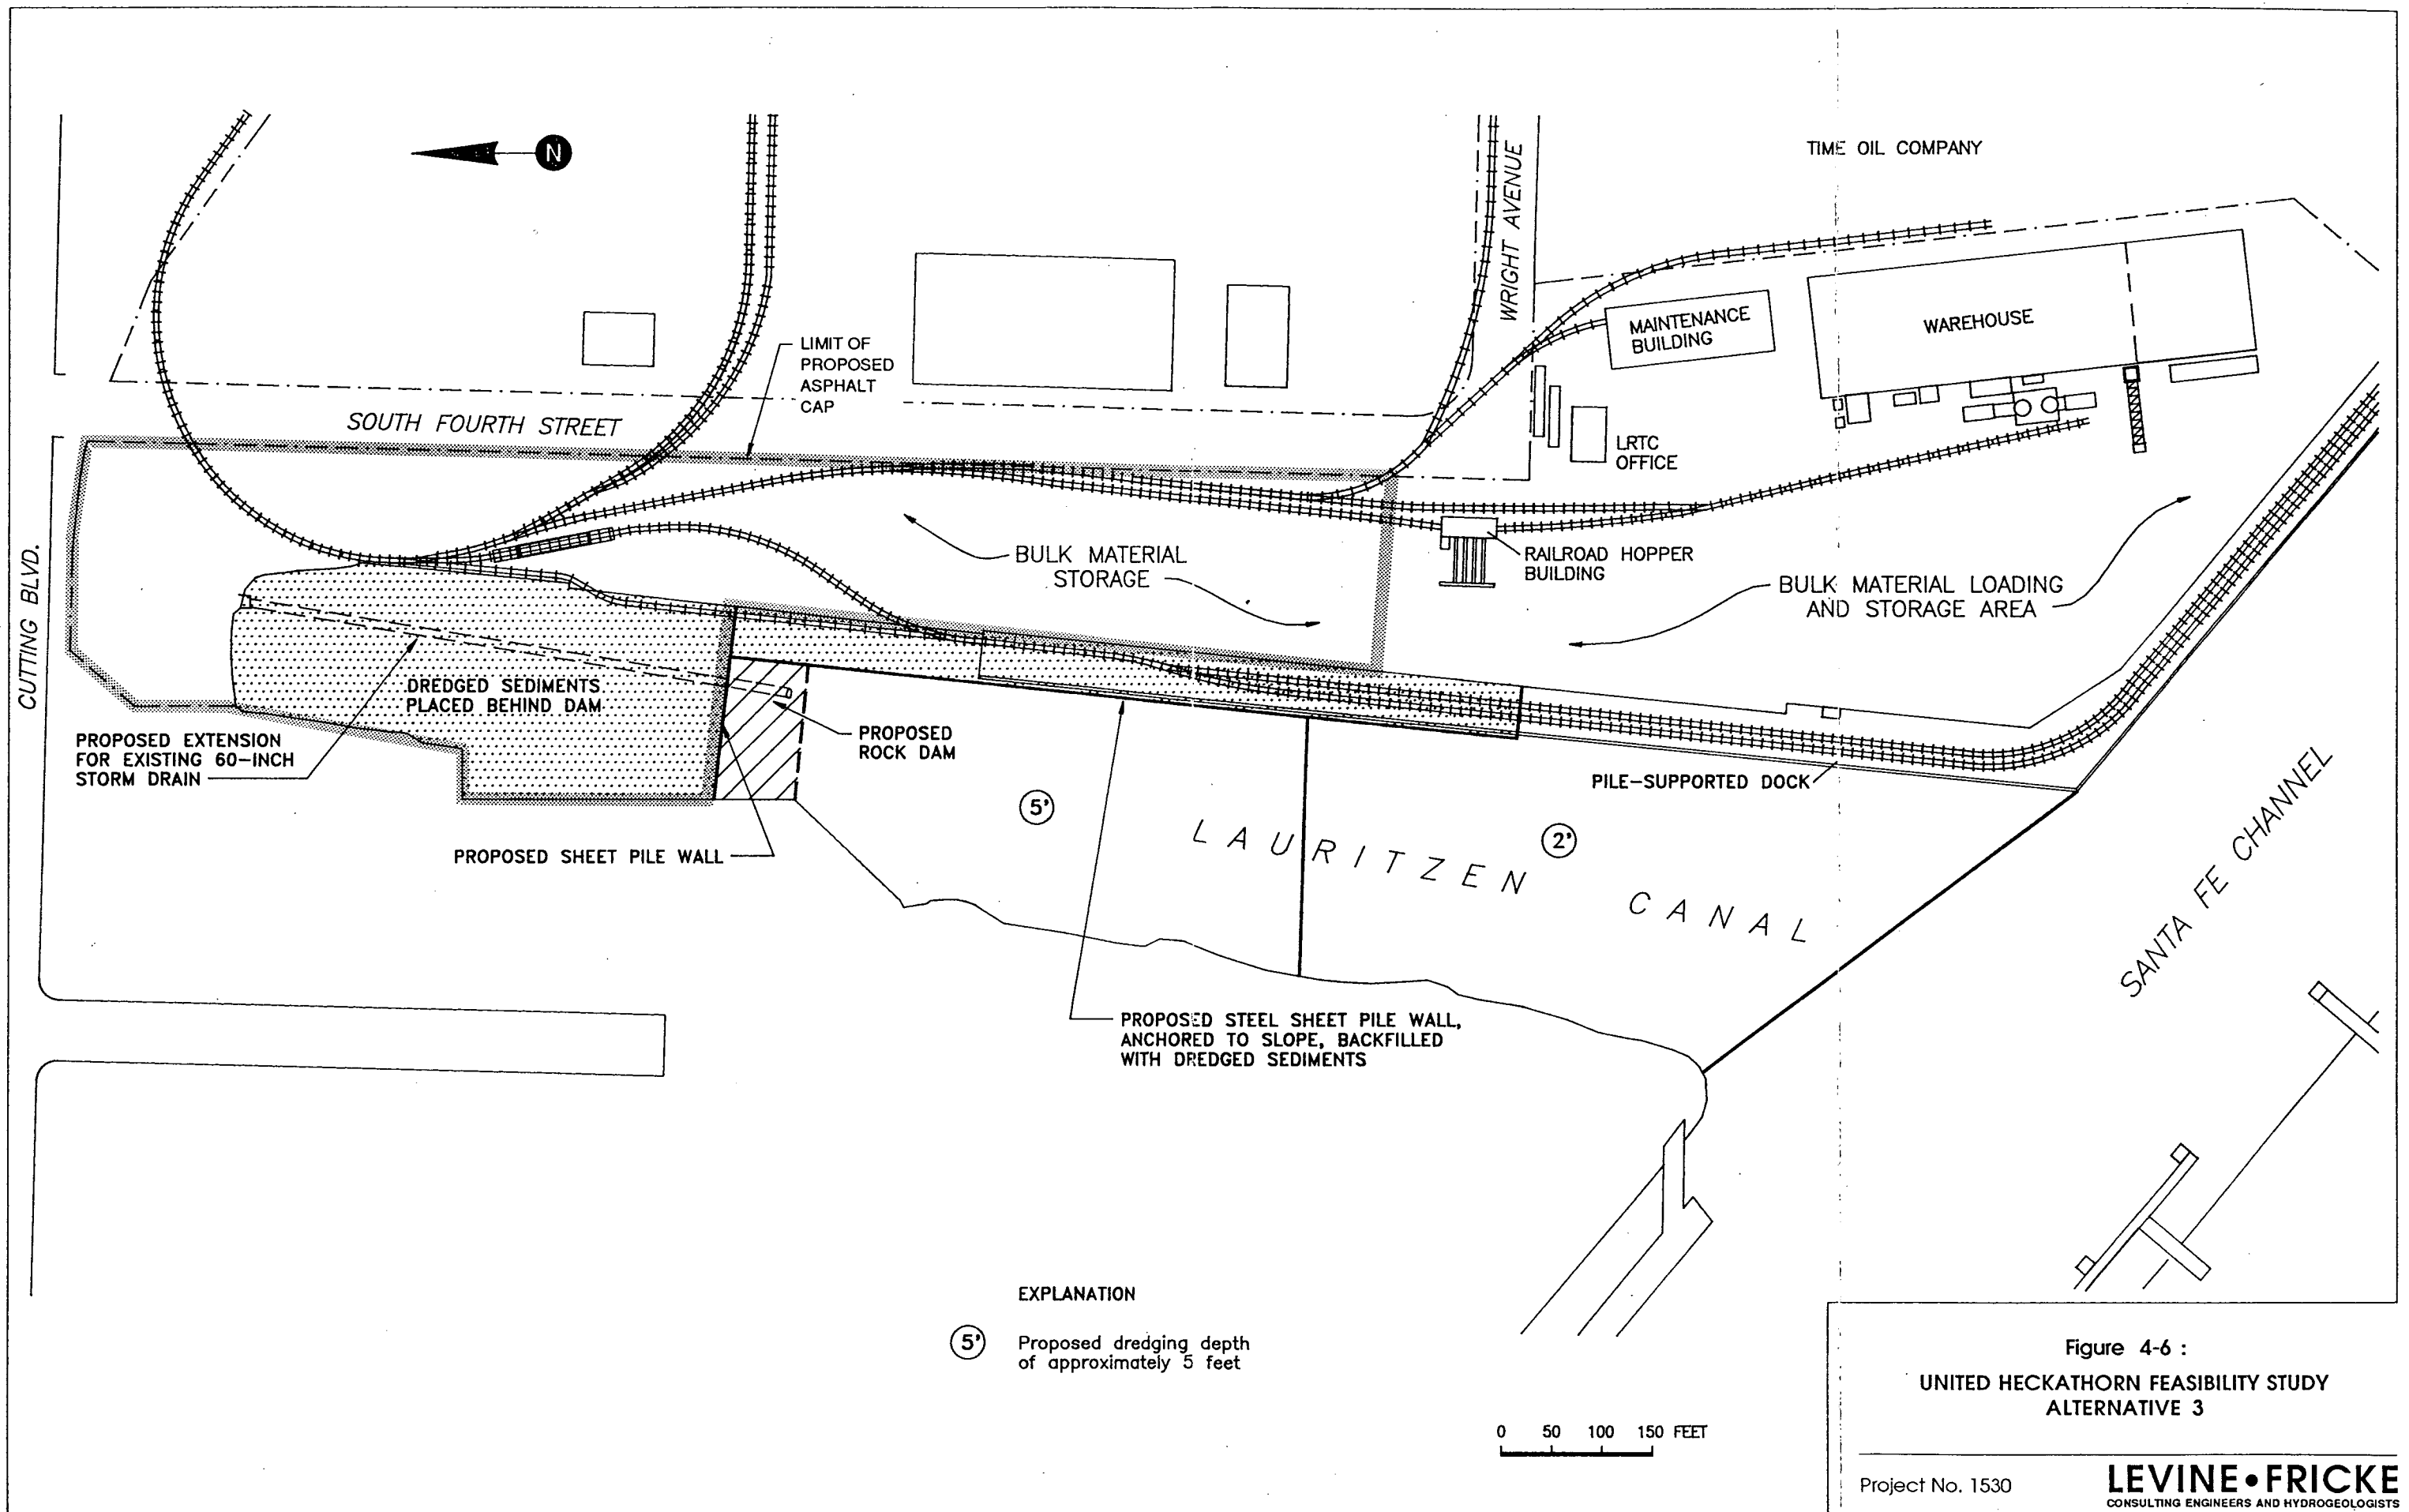 N
TIME OIL COMPANY
WRIGHT AVENUE
LIMIT OF
PROPOSED
ASPHALT
CAP
MAINTENANCE
BUILDING
WAREHOUSE
SOUTH FOURTH STREET
LRTC
OFFICE
CUTTING BLVD.
BULK MATERIAL
STORAGE
RAILROAD HOPPER
BUILDING
BULK MATERIAL LOADING
AND STORAGE AREA
DREDGED SEDIMENTS
PLACED BEHIND DAM
PROPOSED
ROCK DAM
PROPOSED EXTENSION
FOR EXISTING 60-INCH
STORM DRAIN
PILE-SUPPORTED DOCK
5'
2'
LAURITZEN CANAL
SANTA FE CHANNEL
PROPOSED SHEET PILE WALL
PROPOSED STEEL SHEET PILE WALL,
ANCHORED TO SLOPE, BACKFILLED
WITH DREDGED SEDIMENTS
EXPLANATION
5' Proposed dredging depth
of approximately 5 feet
0 50 100 150 FEET
Figure 4-6 :
UNITED HECKATHORN FEASIBILITY STUDY
ALTERNATIVE 3
Project No. 1530
LEVINE•FRICKE
CONSULTING ENGINEERS AND HYDROGEOLOGISTS